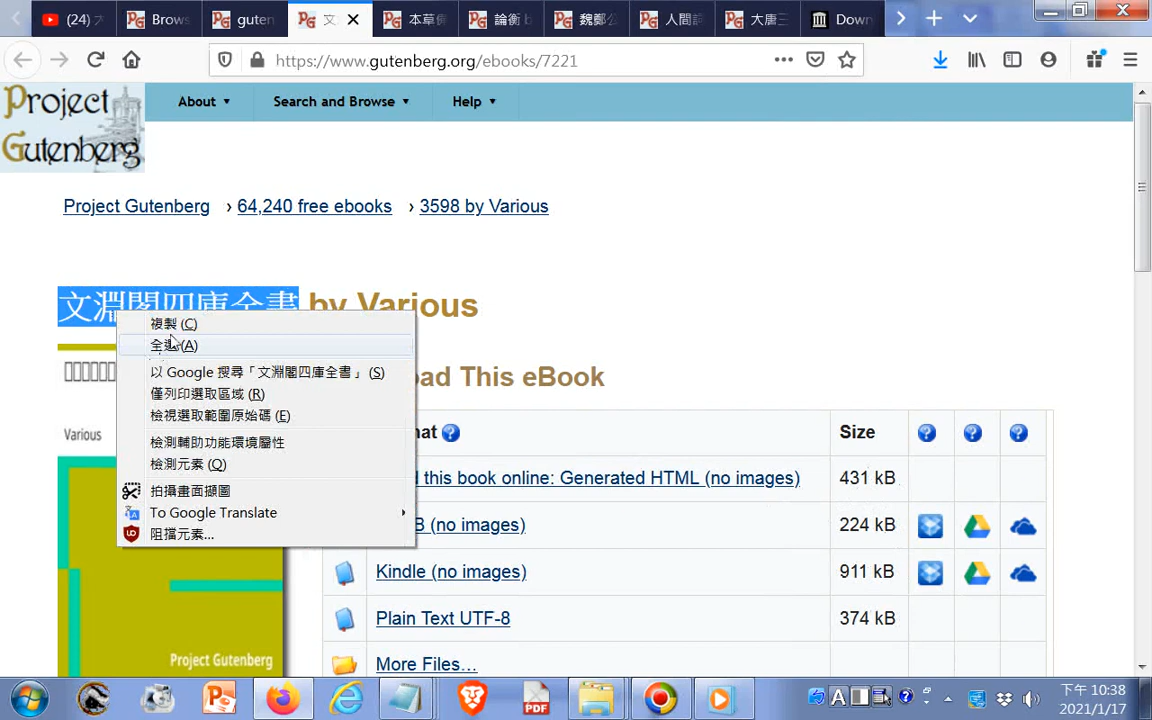 (24)
Brows
guten
文
本草備
論衡 b
魏鄭公
人間詞
大唐三
Down
https://www.gutenberg.org/ebooks/7221
Project
Gutenberg
About
Search and Browse
Help
Project Gutenberg › 64,240 free ebooks › 3598 by Various
文淵閣四庫全書 by Various
複製 (C)
全選(A)
以 Google 搜尋「文淵閣四庫全書」 (S)
僅列印選取區域 (R)
檢視選取範圍原始碼 (E)
檢測輔助功能環境屬性
檢測元素 (Q)
拍攝畫面擷圖
To Google Translate
阻擋元素...
oad This eBook
Various
mat
Size
d this book online: Generated HTML (no images)
431 kB
B (no images)
224 kB
Kindle (no images)
911 kB
Plain Text UTF-8
374 kB
More Files…
Project Gutenberg
PDF
下午 10:38
2021/1/17